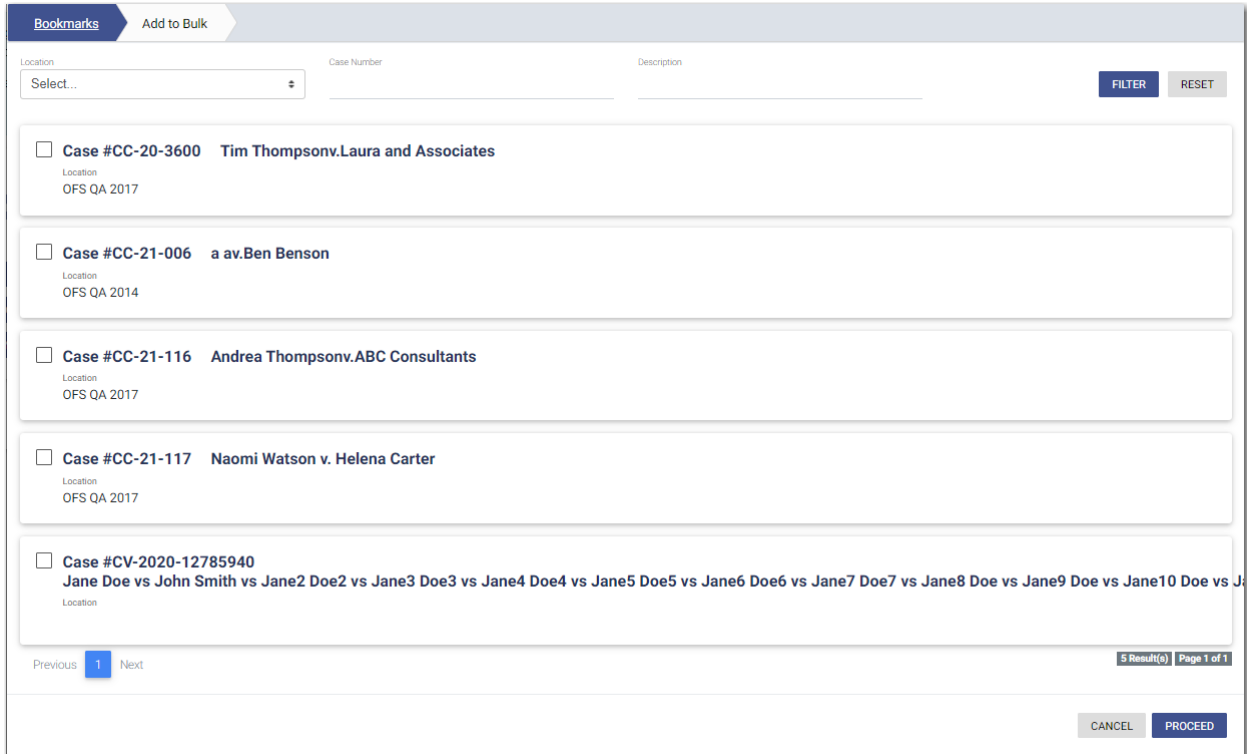 Bookmarks Add to Bulk
Location Case Number Description
Select... FILTER RESET
Case #CC-20-3600 Tim Thompsonv.Laura and Associates
Location
OFS QA 2017
Case #CC-21-006 a av.Ben Benson
Location
OFS QA 2014
Case #CC-21-116 Andrea Thompsonv.ABC Consultants
Location
OFS QA 2017
Case #CC-21-117 Naomi Watson v. Helena Carter
Location
OFS QA 2017
Case #CV-2020-12785940
Jane Doe vs John Smith vs Jane2 Doe2 vs Jane3 Doe3 vs Jane4 Doe4 vs Jane5 Doe5 vs Jane6 Doe6 vs Jane7 Doe7 vs Jane8 Doe vs Jane9 Doe vs Jane10 Doe vs
Location
Previous 1 Next 5 Result(s) Page 1 of 1
CANCEL PROCEED